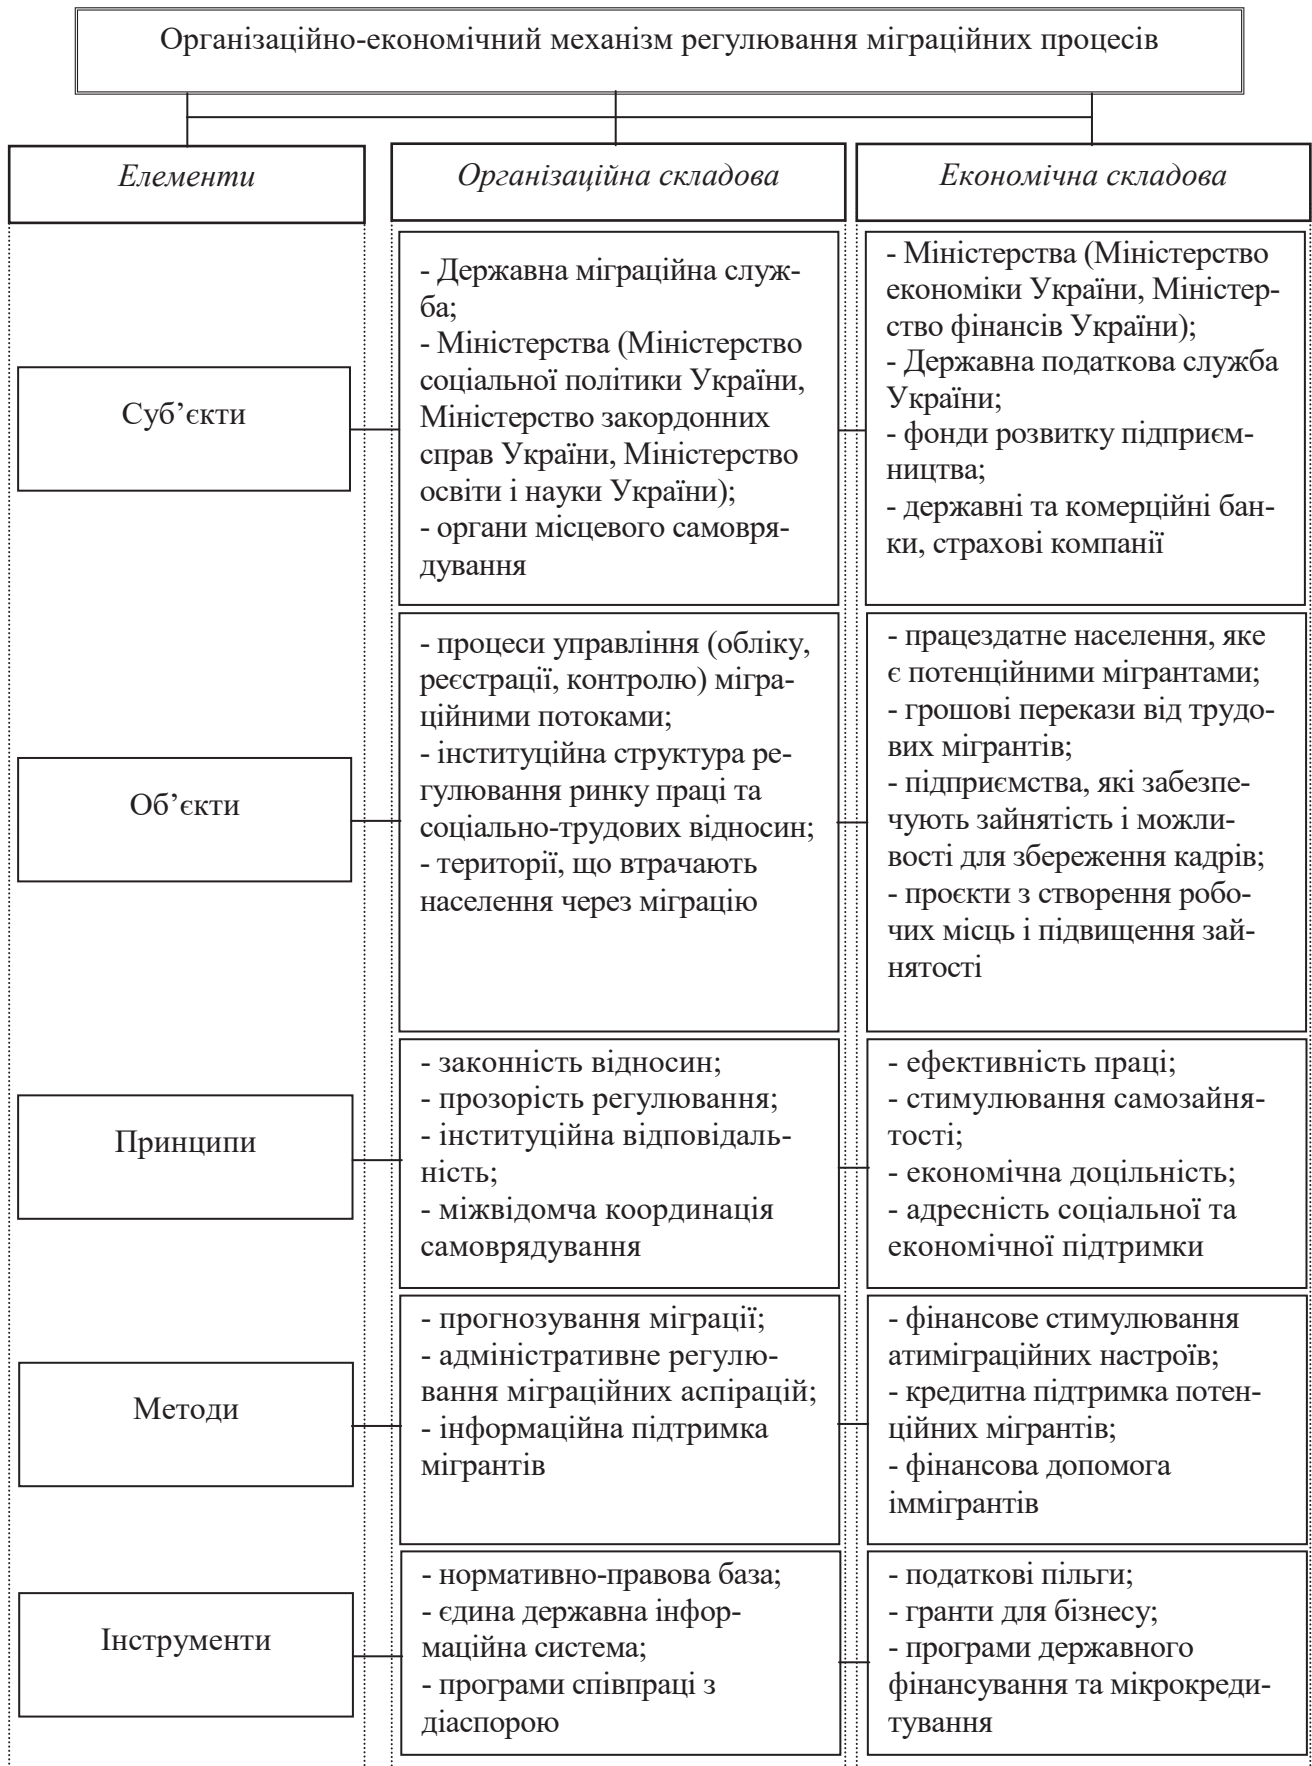 Організаційно-економічний механізм регулювання міграційних процесів
Елементи
Організаційна складова
Економічна складова
Суб’єкти
- Державна міграційна служ-
ба;
- Міністерства (Міністерство
соціальної політики України,
Міністерство закордонних
справ України, Міністерство
освіти і науки України);
- органи місцевого самовря-
дування
- Міністерства (Міністерство
економіки України, Міністер-
ство фінансів України);
- Державна податкова служба
України;
- фонди розвитку підприєм-
ництва;
- державні та комерційні бан-
ки, страхові компанії
Об’єкти
- процеси управління (обліку,
реєстрації, контролю) мігра-
ційними потоками;
- інституційна структура ре-
гулювання ринку праці та
соціально-трудових відносин;
- території, що втрачають
населення через міграцію
- працездатне населення, яке
є потенційними мігрантами;
- грошові перекази від трудо-
ових мігрантів;
- підприємства, які забезпе-
чують зайнятість і можли-
вості для збереження кадрів;
- проєкти з створення робо-
чих місць і підвищення зай-
нятості
Принципи
- законність відносин;
- прозорість регулювання;
- інституційна відповідаль-
ність;
- міжвідомча координація
самоврядування
- ефективність праці;
- стимулювання самозайня-
тості;
- економічна доцільність;
- адресність соціальної та
економічної підтримки
Методи
- прогнозування міграції;
- адміністративне регулю-
вання міграційних аспірацій;
- інформаційна підтримка
мігрантів
- фінансове стимулювання
атиміграційних настроїв;
- кредитна підтримка потен-
ційних мігрантів;
- фінансова допомога
іммігрантів
Інструменти
- нормативно-правова база;
- єдина державна інфор-
маційна система;
- програми співпраці з
діаспорою
- податкові пільги;
- гранти для бізнесу;
- програми державного
фінансування та мікрокреди-
тування